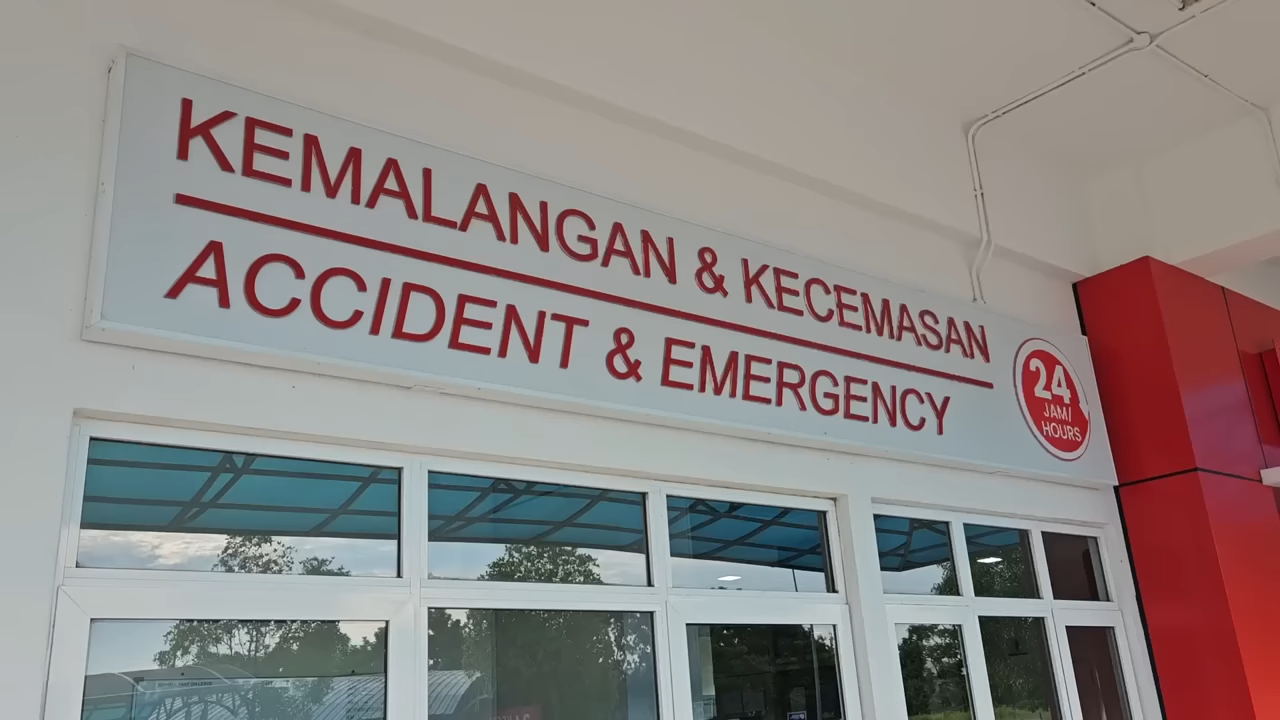 KEMALANGAN & KECEMASAN
ACCIDENT & EMERGENCY
24
JAM/
HOURS